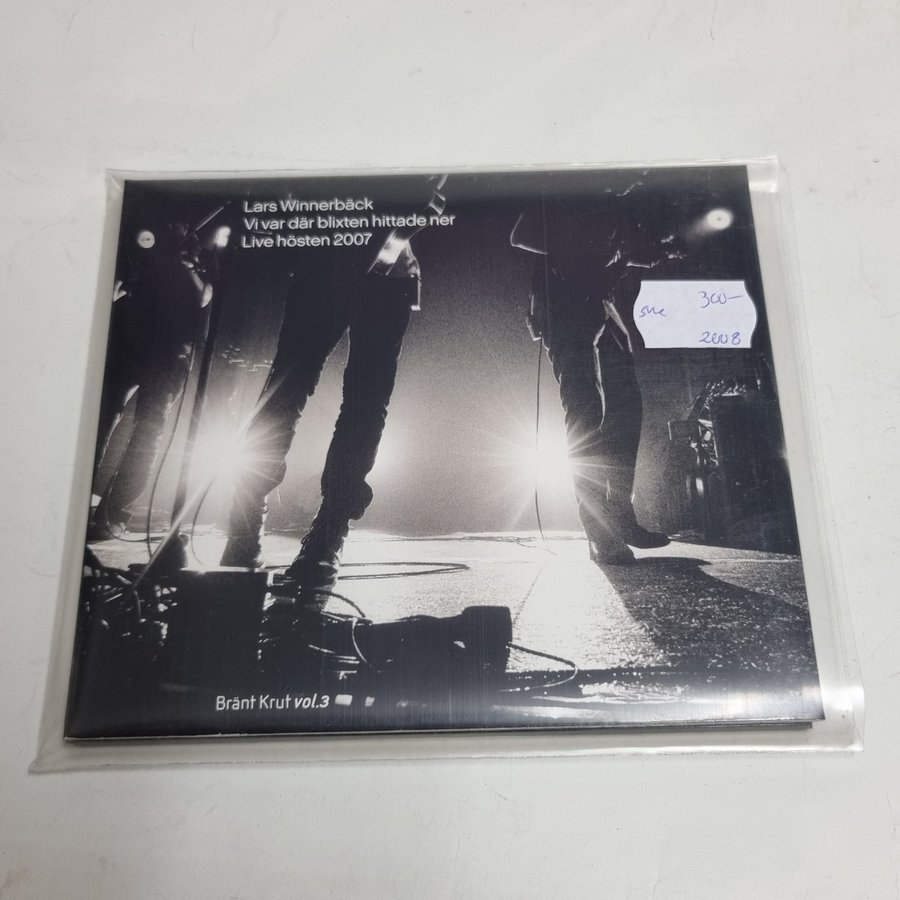 Lars Winnerbäck
Vi var där blixten hittade ner
Live hösten 2007
300-
2008
Bränt Krut vol.3